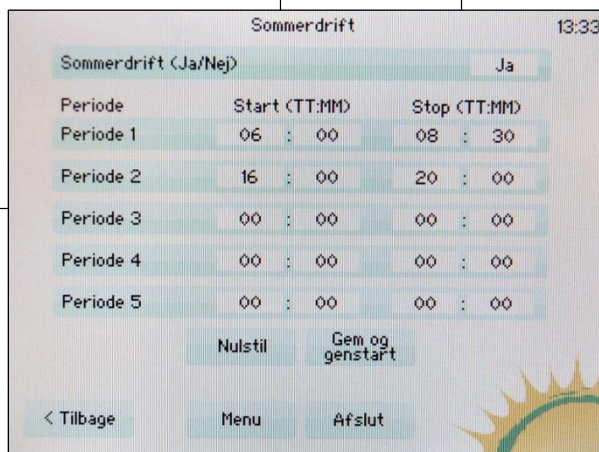 Sommerdrift 13:33
Sommerdrift (Ja/Nej) Ja
Periode Start (TT:MM) Stop (TT:MM)
Periode 1 06 : 00 08 : 30
Periode 2 16 : 00 20 : 00
Periode 3 00 : 00 00 : 00
Periode 4 00 : 00 00 : 00
Periode 5 00 : 00 00 : 00
Nulstil Gem og
genstart
< Tilbage Menu Afslut